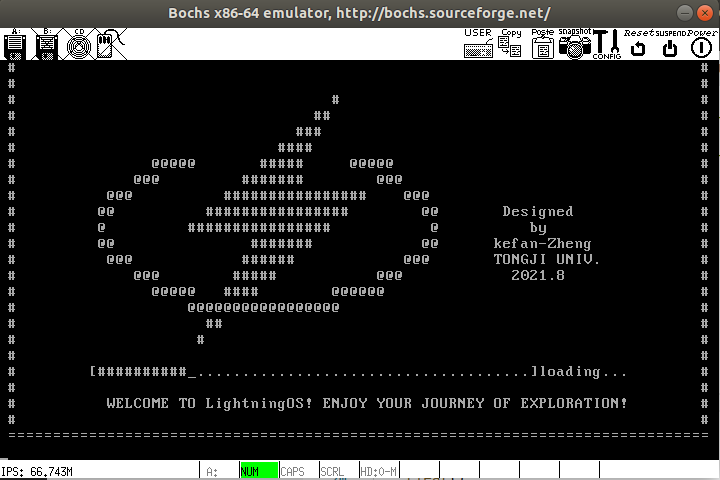 Bochs x86-64 emulator, http://bochs.sourceforge.net/
A: B: CD USER Copy Paste Snapshot CONFIG Reset SUSPEND Power
Designed
by
kefan-Zheng
TONGJI UNIV.
2021.8
[##########_.....................................]loading...
WELCOME TO LightningOS! ENJOY YOUR JOURNEY OF EXPLORATION!
IPS: 66.743M A: NUM CAPS SCRL HD:0-M